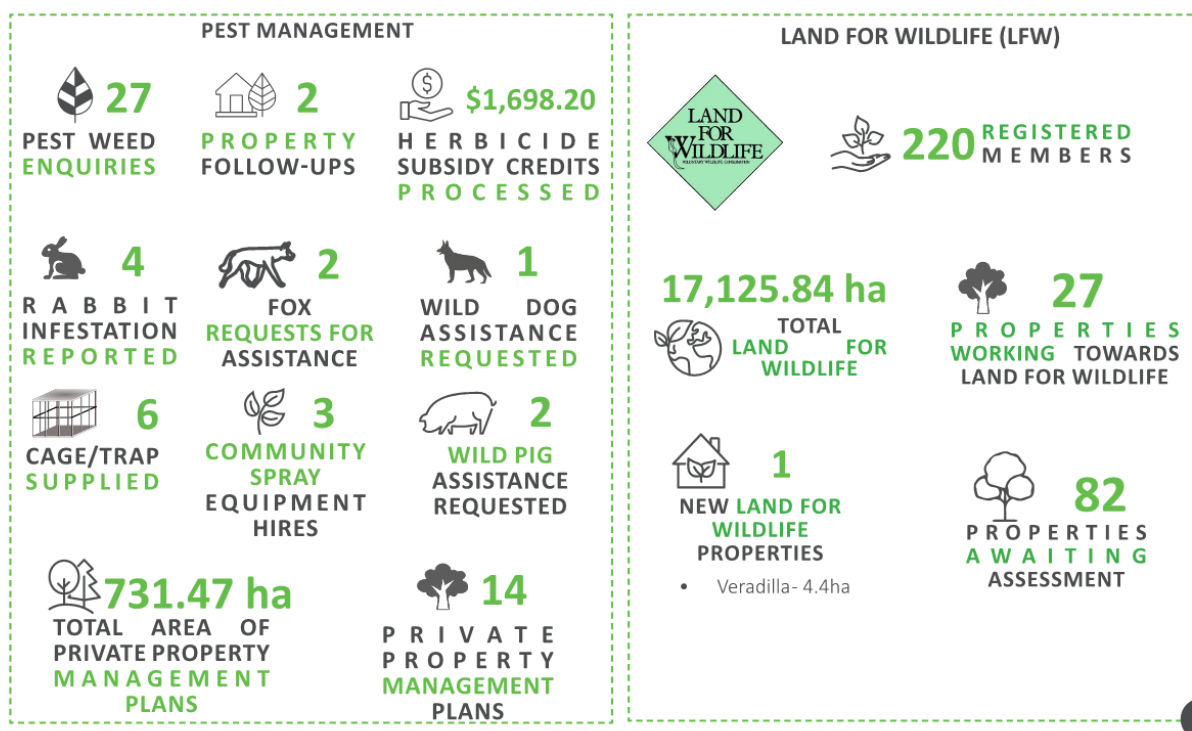 PEST MANAGEMENT
27
PEST WEED
ENQUIRIES
2
PROPERTY
FOLLOW-UPS
$
$1,698.20
HERBICIDE
SUBSIDY CREDITS
PROCESSED
4
RABBIT
INFESTATION
REPORTED
2
FOX
REQUESTS FOR
ASSISTANCE
1
WILD DOG
ASSISTANCE
REQUESTED
6
CAGE/TRAP
SUPPLIED
3
COMMUNITY
SPRAY
EQUIPMENT
HIRES
2
WILD PIG
ASSISTANCE
REQUESTED
731.47 ha
TOTAL AREA OF
PRIVATE PROPERTY
MANAGEMENT
PLANS
14
PRIVATE
PROPERTY
MANAGEMENT
PLANS
LAND FOR WILDLIFE (LFW)
LAND
FOR
WILDLIFE
VOLUNTARY WILDLIFE CONSERVATION
220 REGISTERED
MEMBERS
17,125.84 ha
TOTAL
LAND FOR
WILDLIFE
27
PROPERTIES
WORKING TOWARDS
LAND FOR WILDLIFE
1
NEW LAND FOR
WILDLIFE
PROPERTIES
• Veradilla- 4.4ha
82
PROPERTIES
AWAITING
ASSESSMENT